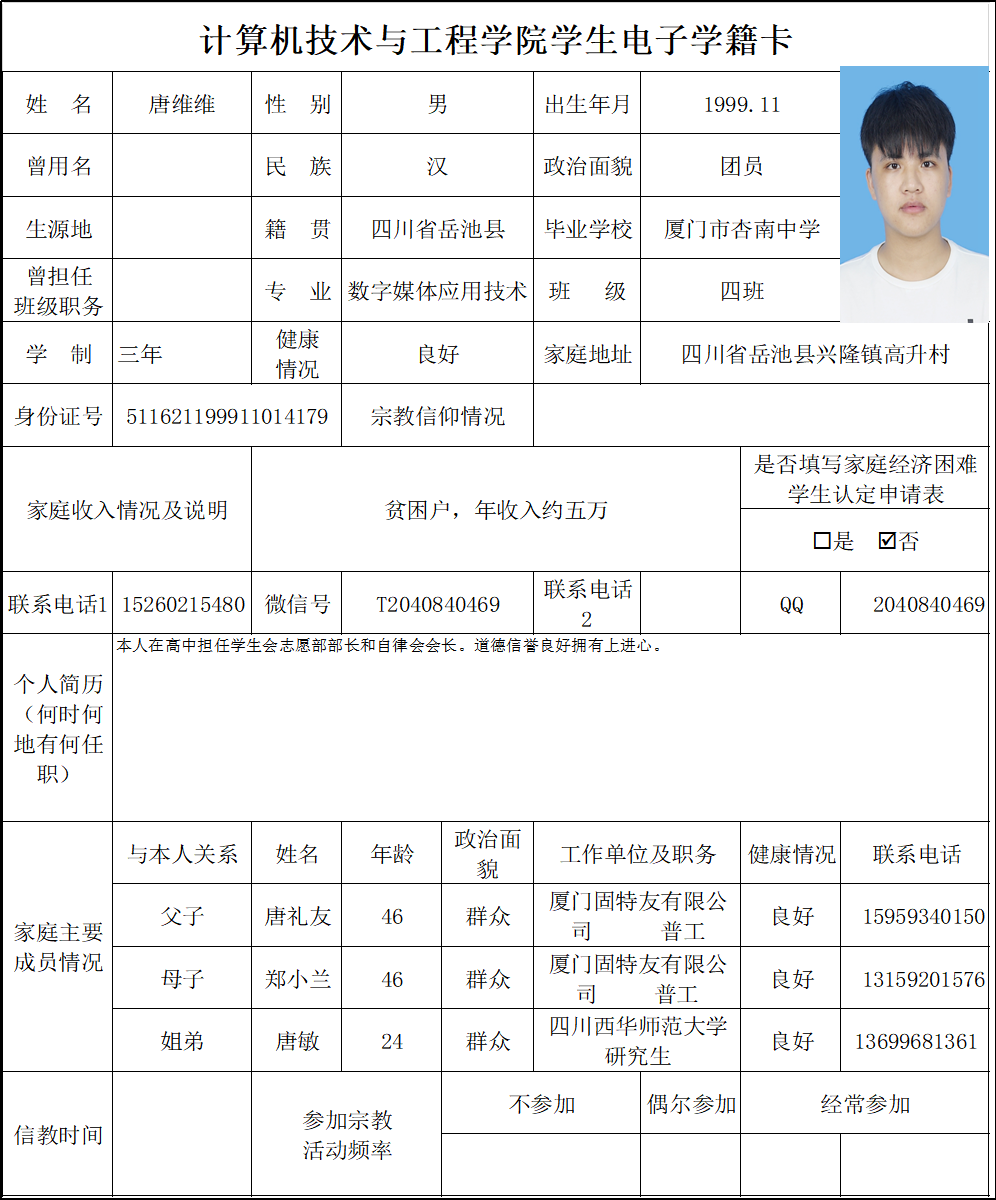 计算机技术与工程学院学生电子学籍卡
姓 名 唐维维 性 别 男 出生年月 1999.11
曾用名 民 族 汉 政治面貌 团员
生源地 籍 贯 四川省岳池县 毕业学校 厦门市杏南中学
曾担任
班级职务 专 业 数字媒体应用技术 班 级 四班
学 制 三年 健康
情况 良好 家庭地址 四川省岳池县兴隆镇高升村
身份证号 511621199911014179 宗教信仰情况
家庭收入情况及说明 贫困户，年收入约五万 是否填写家庭经济困难
学生认定申请表
☐是 ☑否
联系电话1 15260215480 微信号 T2040840469 联系电话
2 QQ 2040840469
个人简历
（何时何
地有何任
职）
本人在高中担任学生会志愿部部长和自律会会长。道德信誉良好拥有上进心。
家庭主要
成员情况
与本人关系 姓名 年龄 政治面
貌 工作单位及职务 健康情况 联系电话
父子 唐礼友 46 群众 厦门固特友有限公
司 普工 良好 15959340150
母子 郑小兰 46 群众 厦门固特友有限公
司 普工 良好 13159201576
姐弟 唐敏 24 群众 四川西华师范大学
研究生 良好 13699681361
信教时间 参加宗教
活动频率 不参加 偶尔参加 经常参加